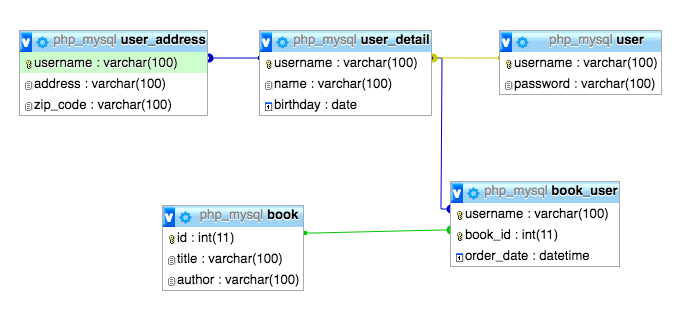 php_mysql user_address
username : varchar(100)
address : varchar(100)
zip_code : varchar(100)
php_mysql user_detail
username : varchar(100)
name : varchar(100)
birthday : date
php_mysql user
username : varchar(100)
password : varchar(100)
php_mysql book
id : int(11)
title : varchar(100)
author : varchar(100)
php_mysql book_user
username : varchar(100)
book_id : int(11)
order_date : datetime